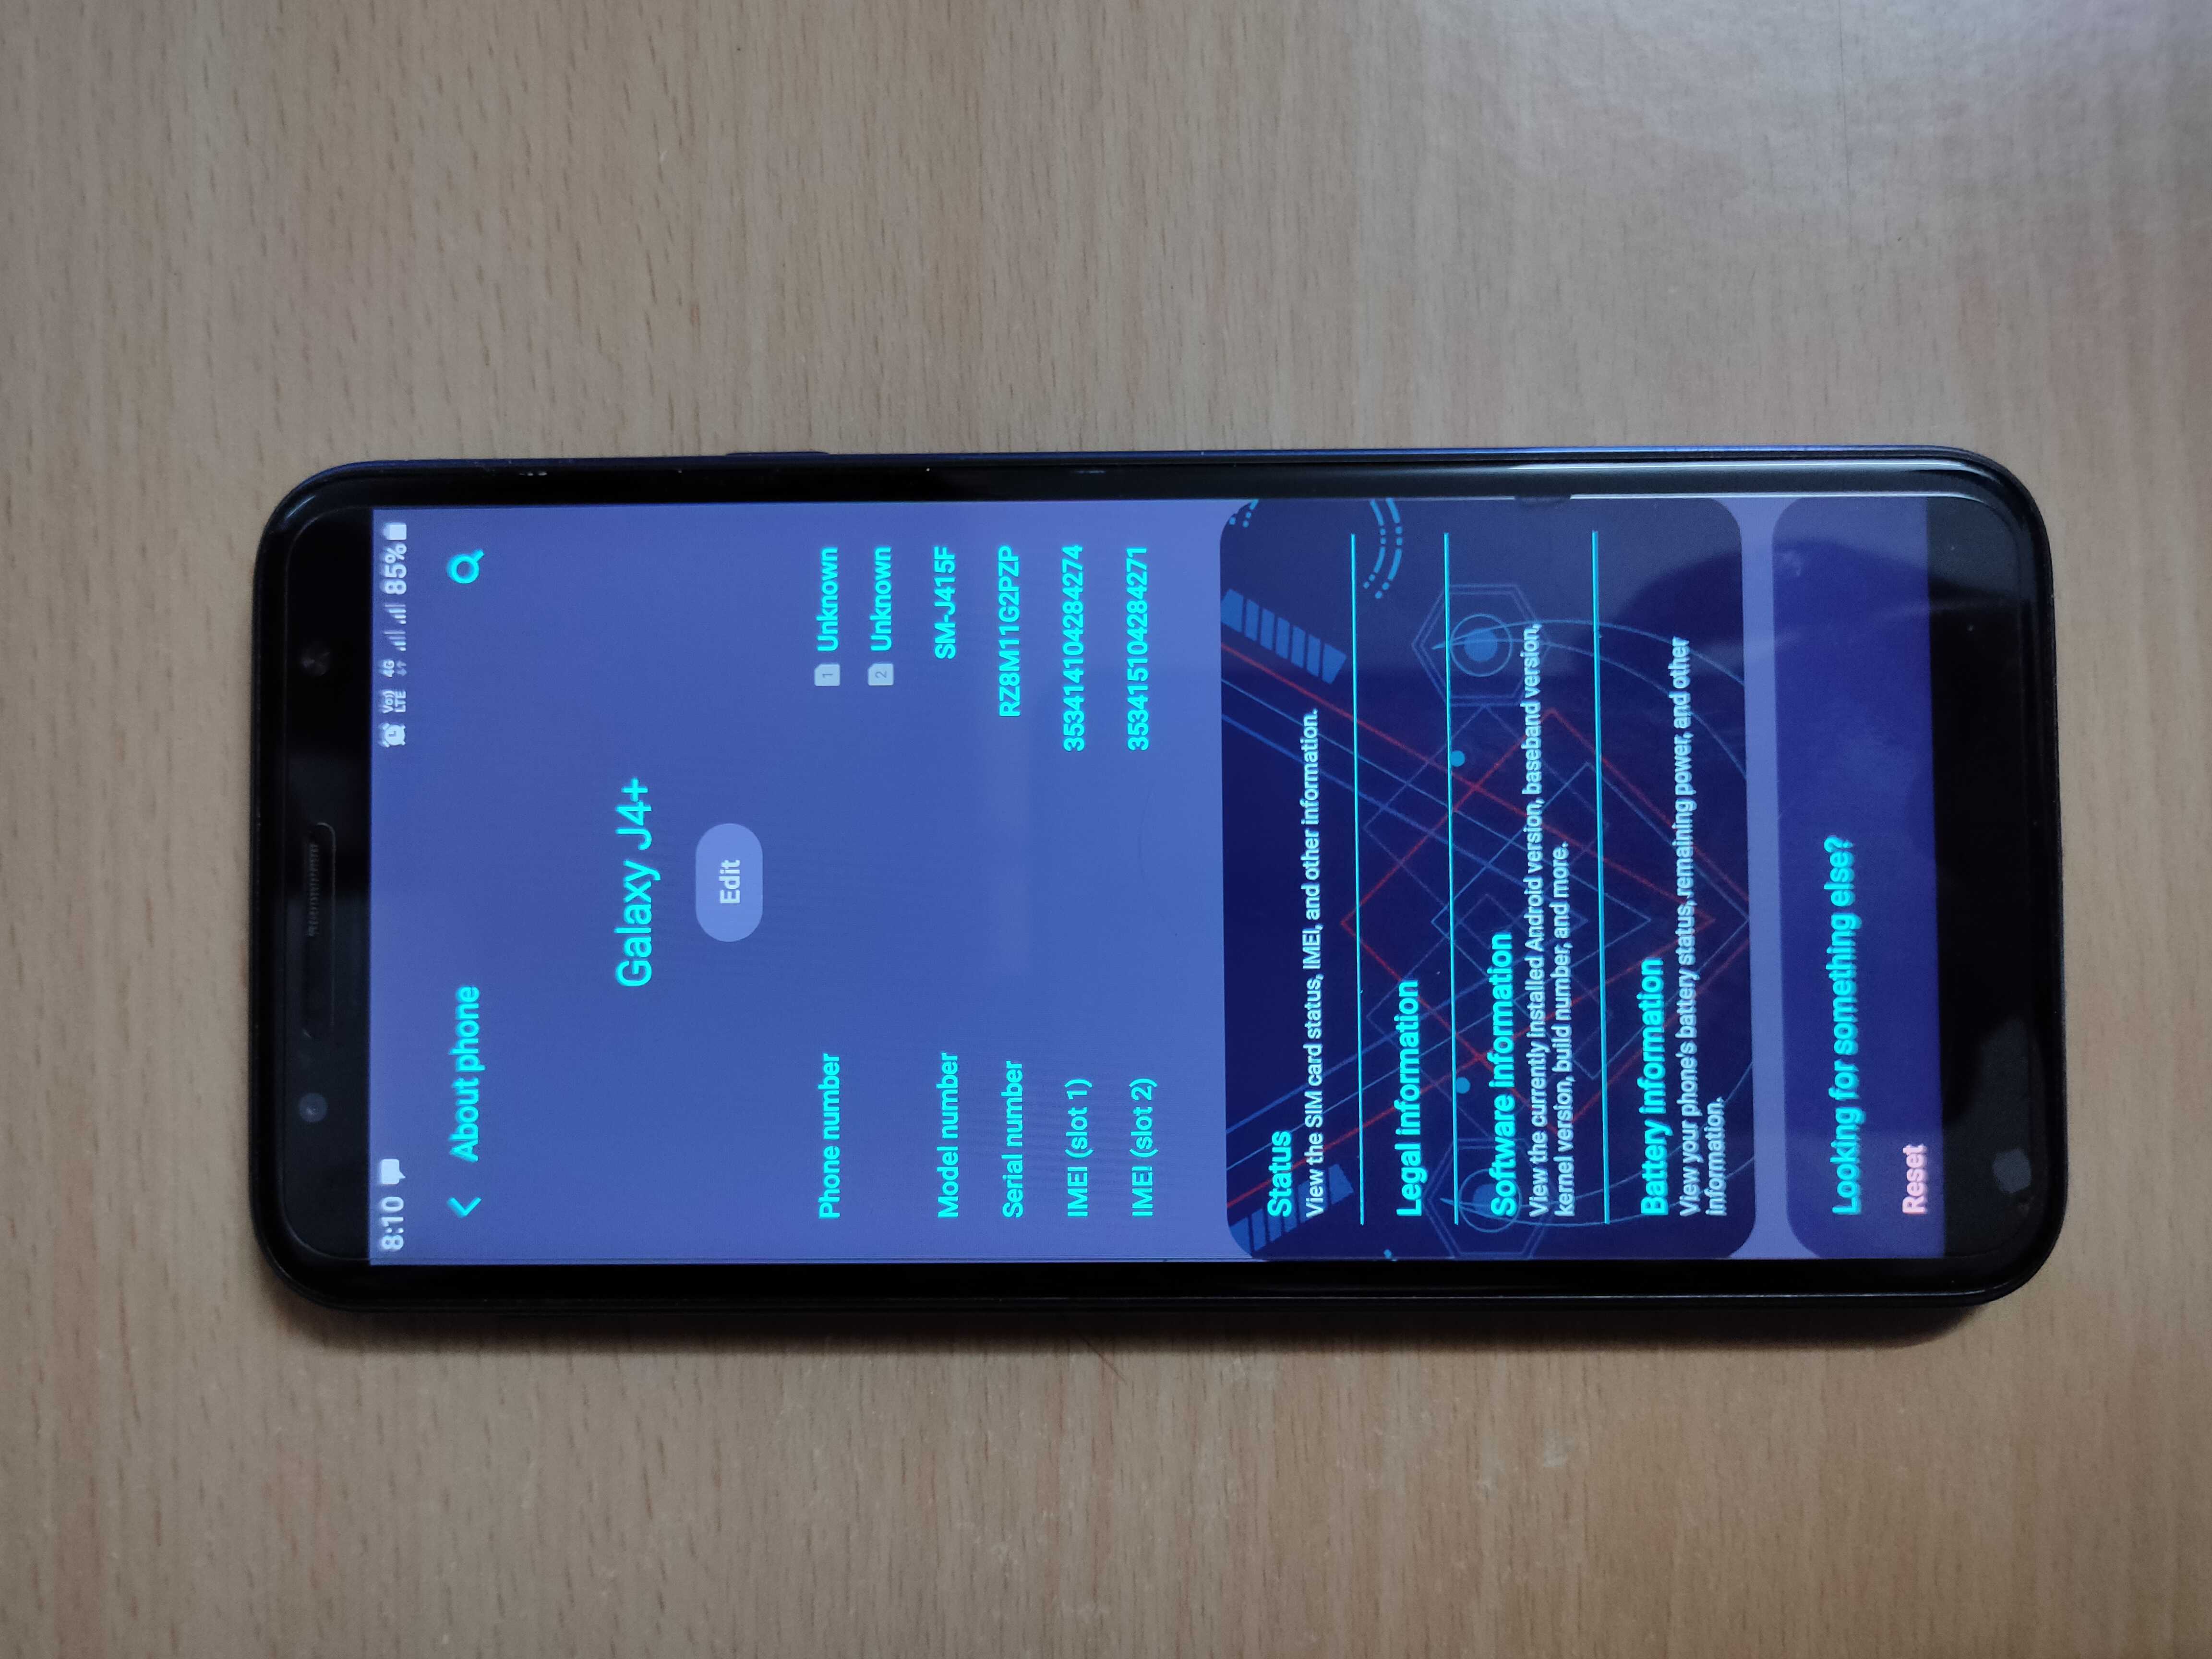 8:10 Vo)) LTE 4G 85%
About phone
Galaxy J4+
Edit
Phone number 1 Unknown
2 Unknown
Model number SM-J415F
Serial number RZ8M11G2PZP
IMEI (slot 1) 353414104284274
IMEI (slot 2) 353415104284271
Status
View the SIM card status, IMEI, and other information.
Legal information
Software information
View the currently installed Android version, baseband version,
kernel version, build number, and more.
Battery information
View your phone's battery status, remaining power, and other
information.
Looking for something else?
Reset